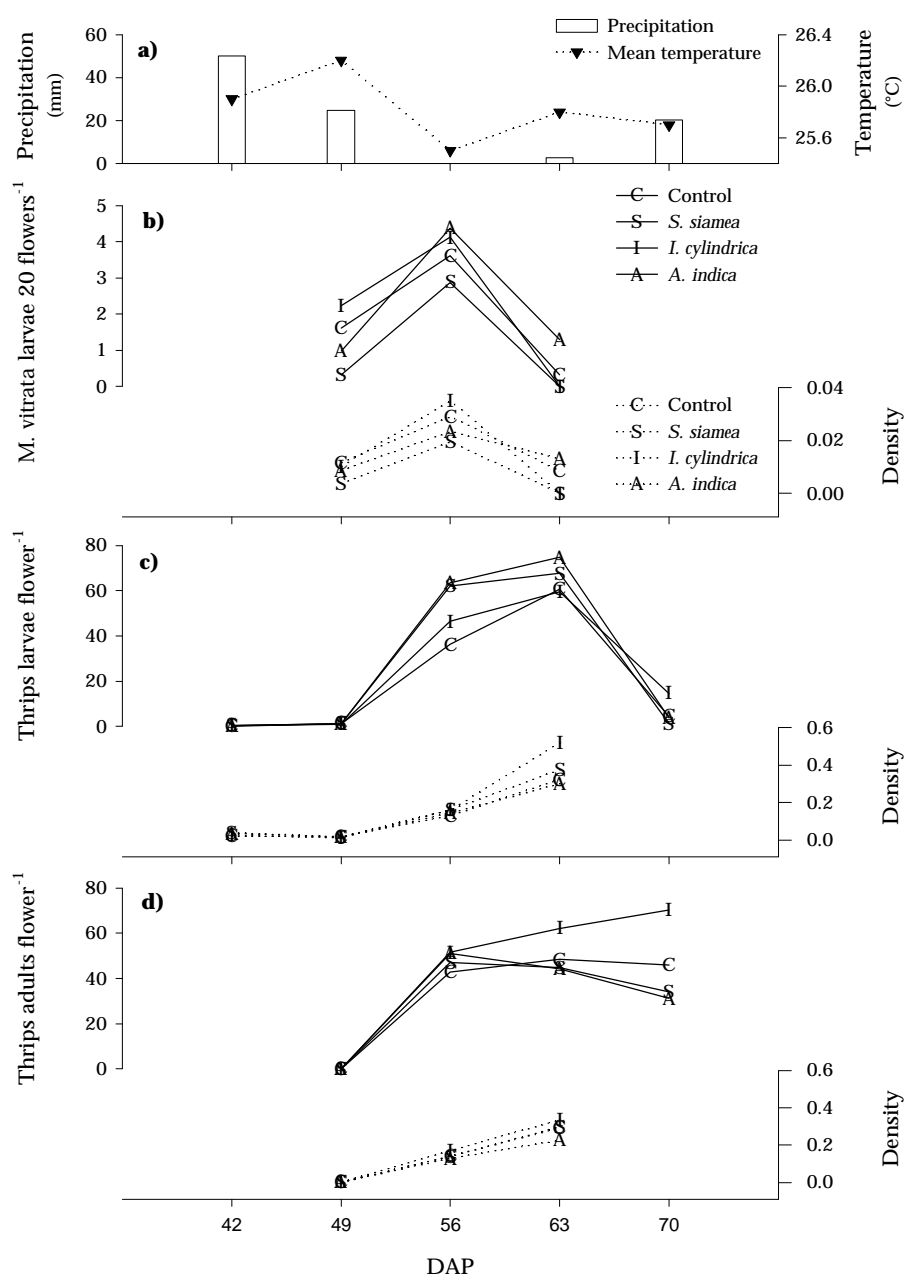 Precipitation
Mean temperature
a)
60
40
20
0
Precipitation
(mm)
26.4
26.0
25.6
Temperature
(°C)
b)
5
4
3
2
1
0
M. vitrata larvae 20 flowers-1
C Control
S S. siamea
I I. cylindrica
A A. indica
C Control
S S. siamea
I I. cylindrica
A A. indica
0.04
0.02
0.00
Density
c)
80
60
40
20
0
Thrips larvae flower-1
0.6
0.4
0.2
0.0
Density
d)
80
60
40
20
0
Thrips adults flower-1
0.6
0.4
0.2
0.0
Density
42 49 56 63 70
DAP